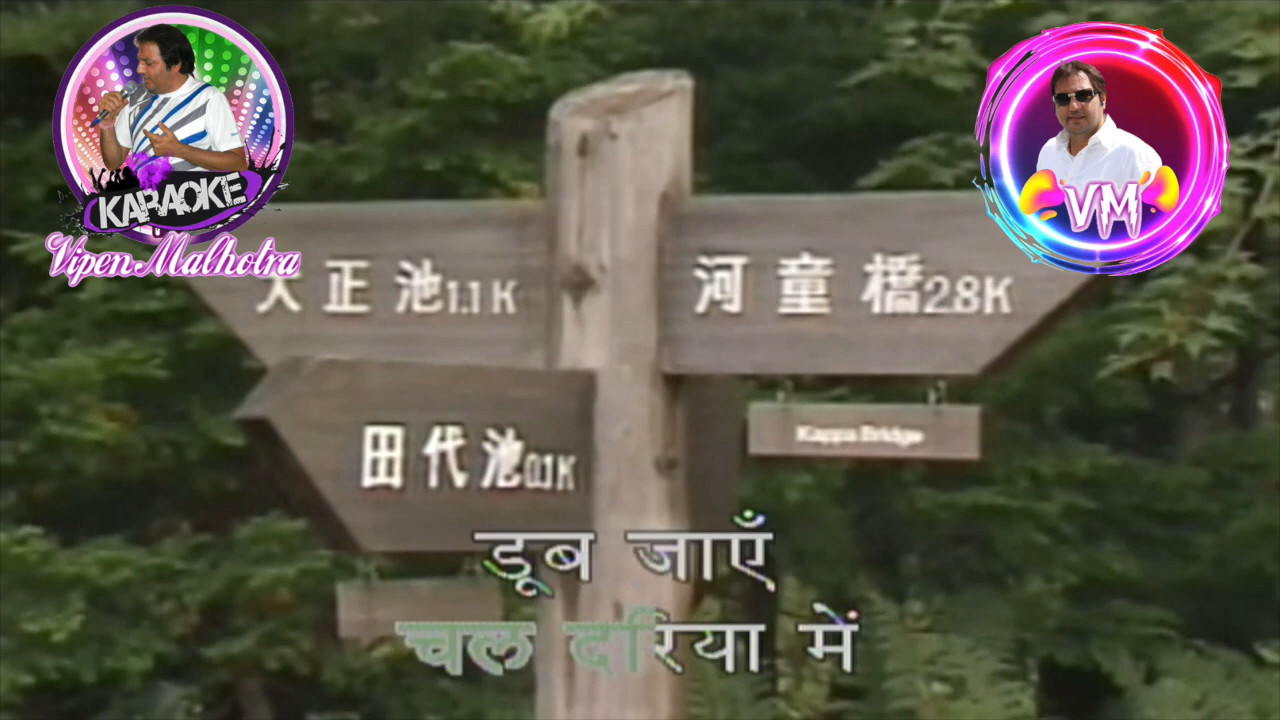 KARAOKE
Vipen Malhotra
VM
大正池1.1K
河童橋2.8K
田代池0.1K
Kappa Bridge
डूब जाएँ
चल दरिया में